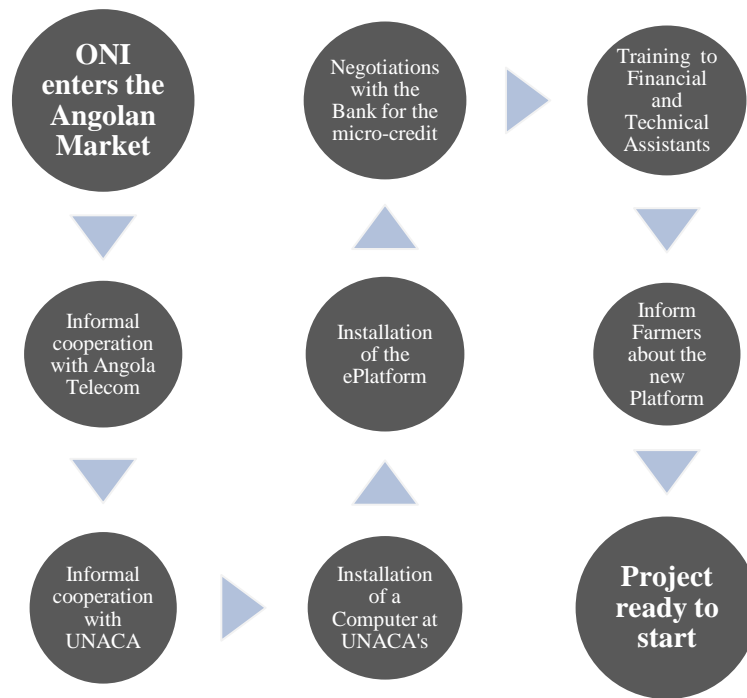 ONI
enters the
Angolan
Market
Informal
cooperation
with Angola
Telecom
Informal
cooperation
with
UNACA
Installation
of a
Computer at
UNACA's
Installation
of the
ePlatform
Negotiations
with the
Bank for the
micro-credit
Training to
Financial
and
Technical
Assistants
Inform
Farmers
about the
new
Platform
Project
ready to
start